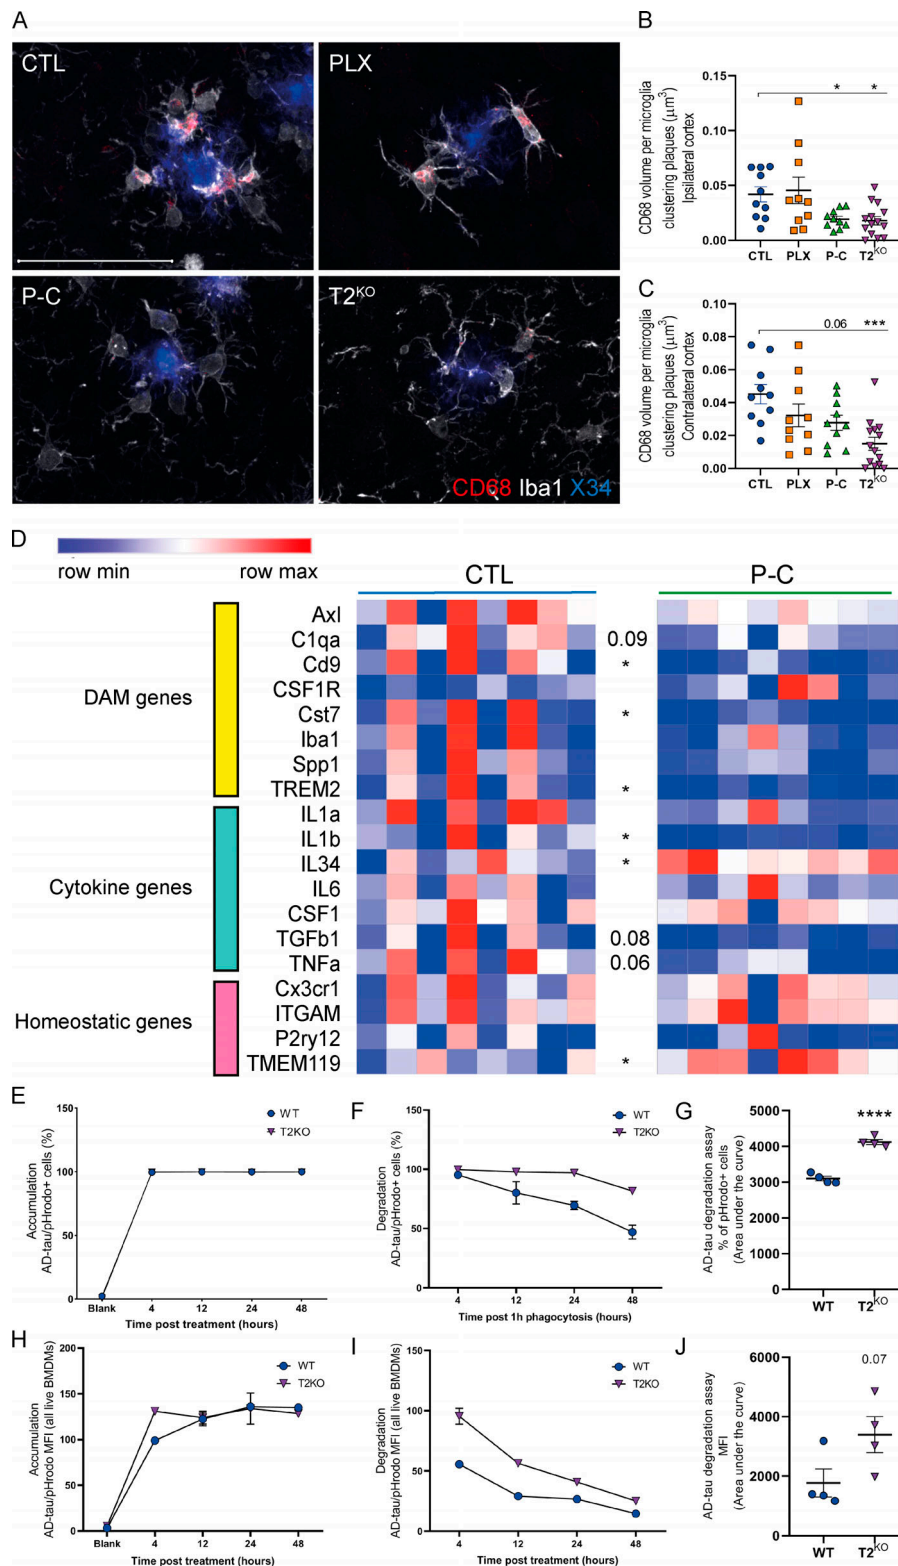 A
CTL
PLX
P-C
T2KO
CD68 Iba1 X34
B
CD68 volume per microglia
clustering plaques (μm3)
Ipsilateral cortex
0.15
0.10
0.05
0.00
* *
CTL PLX P-C T2KO
C
CD68 volume per microglia
clustering plaques (μm3)
Contralateral cortex
0.10
0.08
0.06
0.04
0.02
0.00
0.06 ***
CTL PLX P-C T2KO
D
row min row max
CTL P-C
DAM genes
Axl
C1qa 0.09
Cd9 *
CSF1R
Cst7 *
Iba1
Spp1
TREM2 *
Cytokine genes
IL1a
IL1b *
IL34 *
IL6
CSF1
TGFb1 0.08
TNFa 0.06
Homeostatic genes
Cx3cr1
ITGAM
P2ry12
TMEM119 *
E
Accumulation
AD-tau/pHrodo+ cells (%)
150
100
50
0
WT
T2KO
Blank 4 12 24 48
Time post treatment (hours)
F
Degradation
AD-tau/pHrodo+ cells (%)
150
100
50
0
WT
T2KO
4 12 24 48
Time post 1h phagocytosis (hours)
G
AD-tau degradation assay
% of pHrodo+ cells
(Area under the curve)
5000
4000
3000
2000
1000
0
****
WT T2KO
H
Accumulation
AD-tau/pHrodo MFI (all live BMDMs)
200
150
100
50
0
WT
T2KO
Blank 4 12 24 48
Time post treatment (hours)
I
Degradation
AD-tau/pHrodo MFI (all live BMDMs)
150
100
50
0
WT
T2KO
4 12 24 48
Time post treatment (hours)
J
AD-tau degradation assay
MFI
(Area under the curve)
6000
4000
2000
0
0.07
WT T2KO